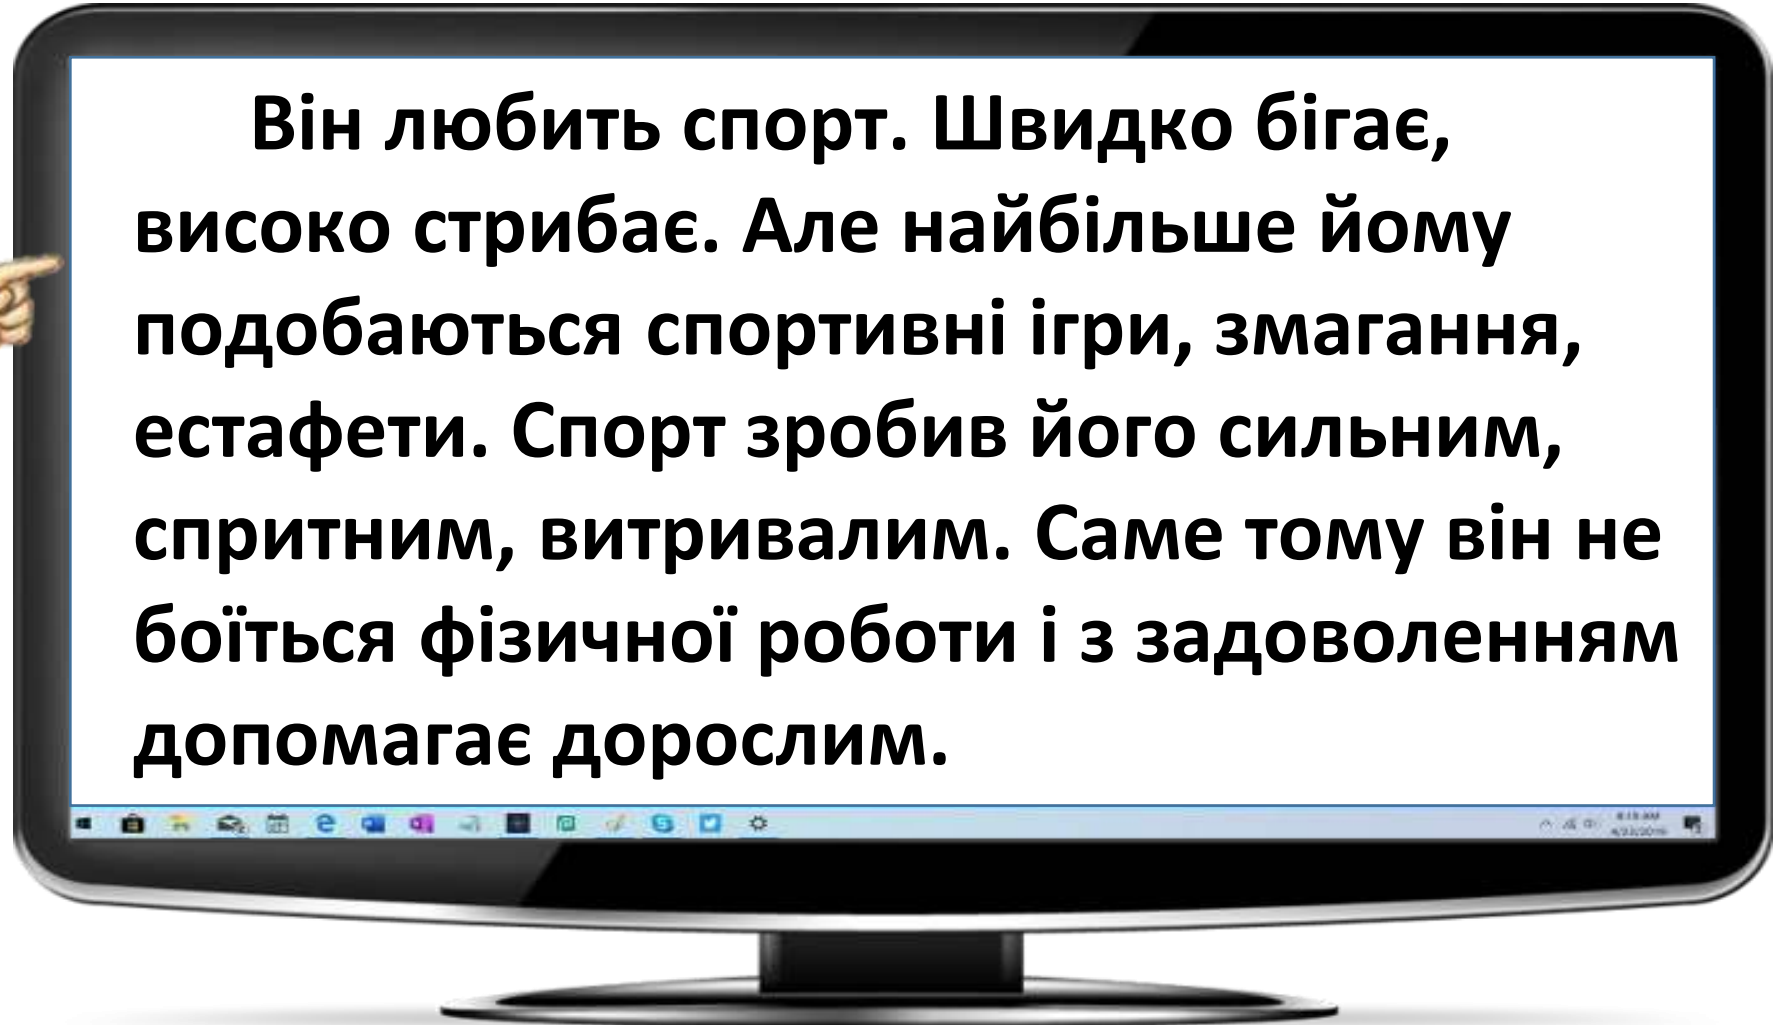 Він любить спорт. Швидко бігає,
високо стрибає. Але найбільше йому
подобаються спортивні ігри, змагання,
естафети. Спорт зробив його сильним,
спритним, витривалим. Саме тому він не
боїться фізичної роботи і з задоволенням
допомагає дорослим.